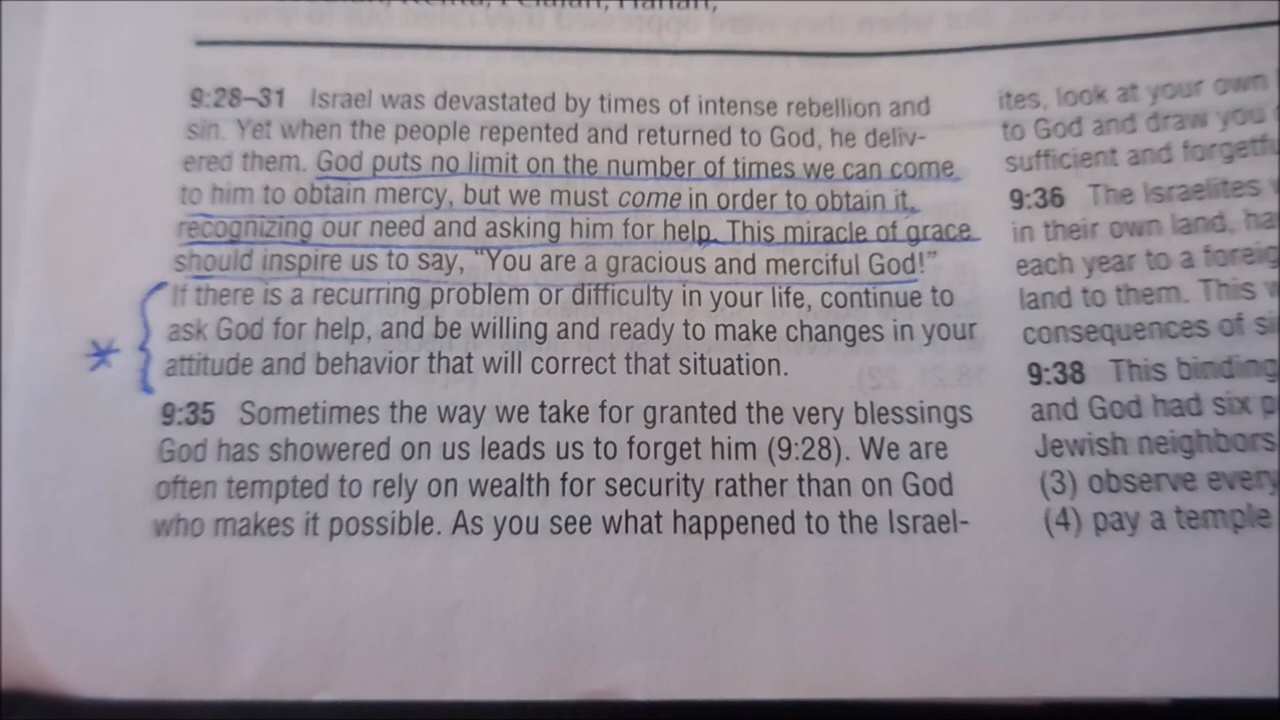 9:28–31 Israel was devastated by times of intense rebellion and
sin. Yet when the people repented and returned to God, he deliv-
ered them. God puts no limit on the number of times we can come
to him to obtain mercy, but we must come in order to obtain it,
recognizing our need and asking him for help. This miracle of grace
should inspire us to say, “You are a gracious and merciful God!”
If there is a recurring problem or difficulty in your life, continue to
ask God for help, and be willing and ready to make changes in your
attitude and behavior that will correct that situation.
9:35 Sometimes the way we take for granted the very blessings
God has showered on us leads us to forget him (9:28). We are
often tempted to rely on wealth for security rather than on God
who makes it possible. As you see what happened to the Israel-
ites, look at your own
to God and draw you
sufficient and
9:36 The Israelites
in their own land,
each year to a
land to them. This
consequences of
9:38 This binding
and God had six
Jewish neighbors
(3) observe every
(4) pay a temple